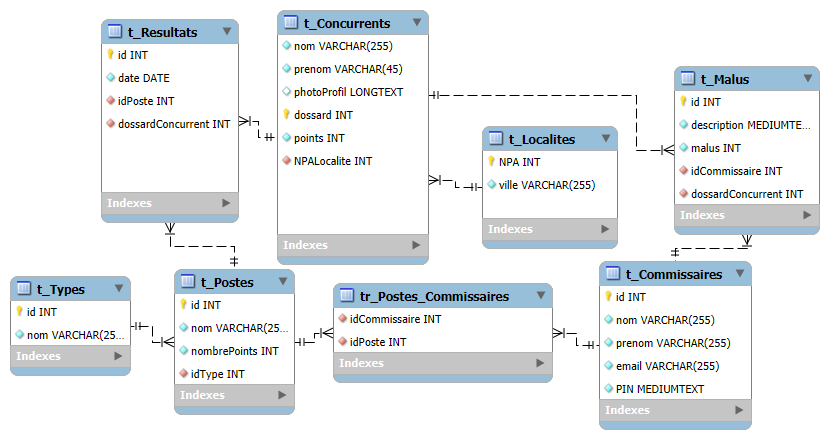 t_Resultats
id INT
date DATE
idPoste INT
dossardConcurrent INT
Indexes
t_Concurrents
nom VARCHAR(255)
prenom VARCHAR(45)
photoProfil LONGTEXT
dossard INT
points INT
NPALocalite INT
Indexes
t_Localites
NPA INT
ville VARCHAR(255)
Indexes
t_Malus
id INT
description MEDIUMTE...
malus INT
idCommissaire INT
dossardConcurrent INT
Indexes
t_Types
id INT
nom VARCHAR(25...
Indexes
t_Postes
id INT
nom VARCHAR(25...
nombrePoints INT
idType INT
Indexes
tr_Postes_Commissaires
idCommissaire INT
idPoste INT
Indexes
t_Commissaires
id INT
nom VARCHAR(255)
prenom VARCHAR(255)
email VARCHAR(255)
PIN MEDIUMTEXT
Indexes